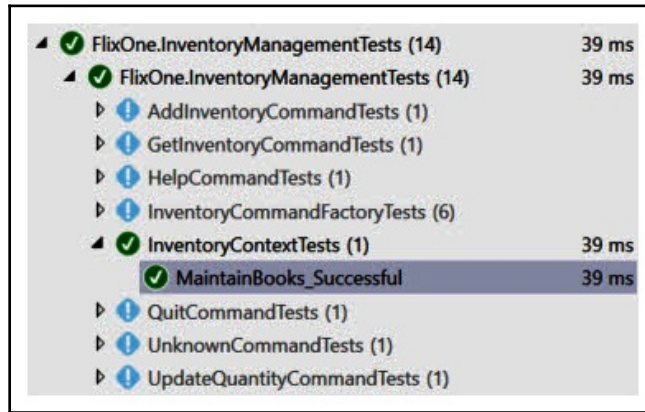 FlixOne.InventoryManagementTests (14) 39 ms
FlixOne.InventoryManagementTests (14) 39 ms
AddInventoryCommandTests (1)
GetInventoryCommandTests (1)
HelpCommandTests (1)
InventoryCommandFactoryTests (6)
InventoryContextTests (1) 39 ms
MaintainBooks_Successful 39 ms
QuitCommandTests (1)
UnknownCommandTests (1)
UpdateQuantityCommandTests (1)